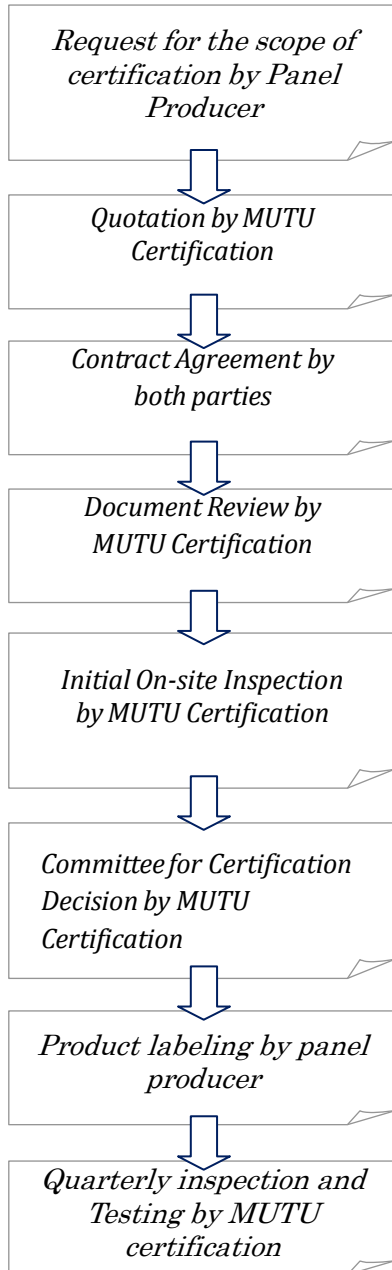 Request for the scope of
certification by Panel
Producer
Quotation by MUTU
Certification
Contract Agreement by
both parties
Document Review by
MUTU Certification
Initial On-site Inspection
by MUTU Certification
Committee for Certification
Decision by MUTU
Certification
Product labeling by panel
producer
Quarterly inspection and
Testing by MUTU
certification